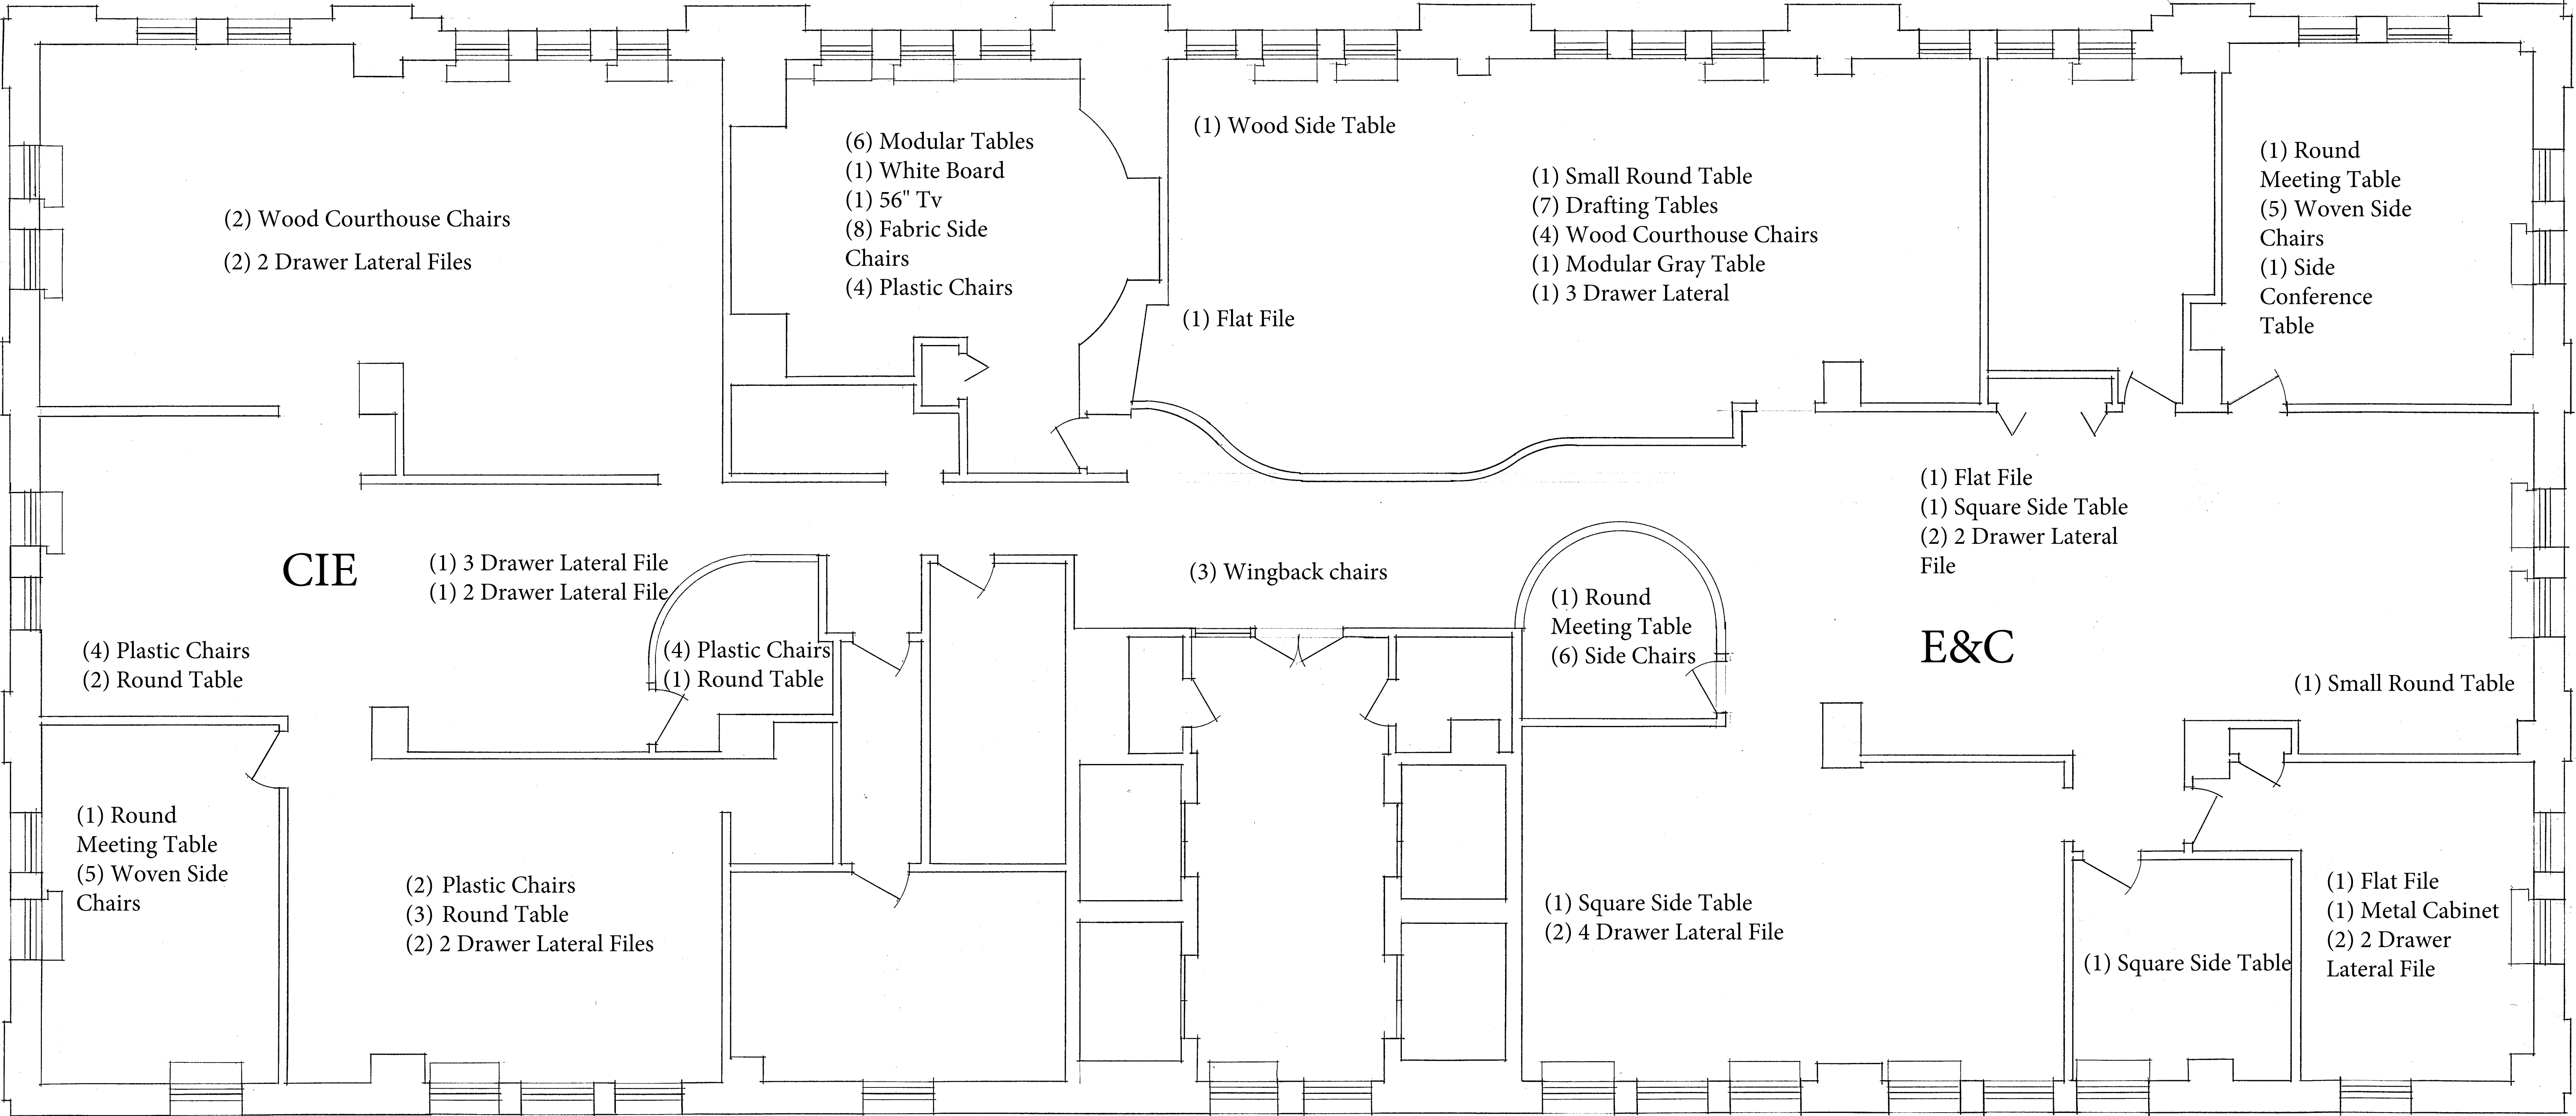 (1) Wood Side Table
(6) Modular Tables
(1) White Board
(1) 56" Tv
(8) Fabric Side
Chairs
(4) Plastic Chairs
(1) Small Round Table
(7) Drafting Tables
(4) Wood Courthouse Chairs
(1) Modular Gray Table
(1) 3 Drawer Lateral
(1) Round
Meeting Table
(5) Woven Side
Chairs
(1) Side
Conference
Table
(2) Wood Courthouse Chairs
(2) 2 Drawer Lateral Files
(1) Flat File
(1) Flat File
(1) Square Side Table
(2) 2 Drawer Lateral
File
CIE
(1) 3 Drawer Lateral File
(1) 2 Drawer Lateral File
(3) Wingback chairs
(1) Round
Meeting Table
(6) Side Chairs
E&C
(4) Plastic Chairs
(2) Round Table
(4) Plastic Chairs
(1) Round Table
(1) Small Round Table
(1) Round
Meeting Table
(5) Woven Side
Chairs
(2) Plastic Chairs
(3) Round Table
(2) 2 Drawer Lateral Files
(1) Square Side Table
(2) 4 Drawer Lateral File
(1) Square Side Table
(1) Flat File
(1) Metal Cabinet
(2) 2 Drawer
Lateral File